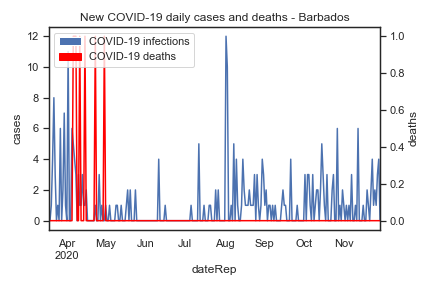 New COVID-19 daily cases and deaths - Barbados
COVID-19 infections
COVID-19 deaths
12
10
8
6
4
2
0
cases
1.0
0.8
0.6
0.4
0.2
0.0
deaths
Apr May Jun Jul Aug Sep Oct Nov
2020
dateRep